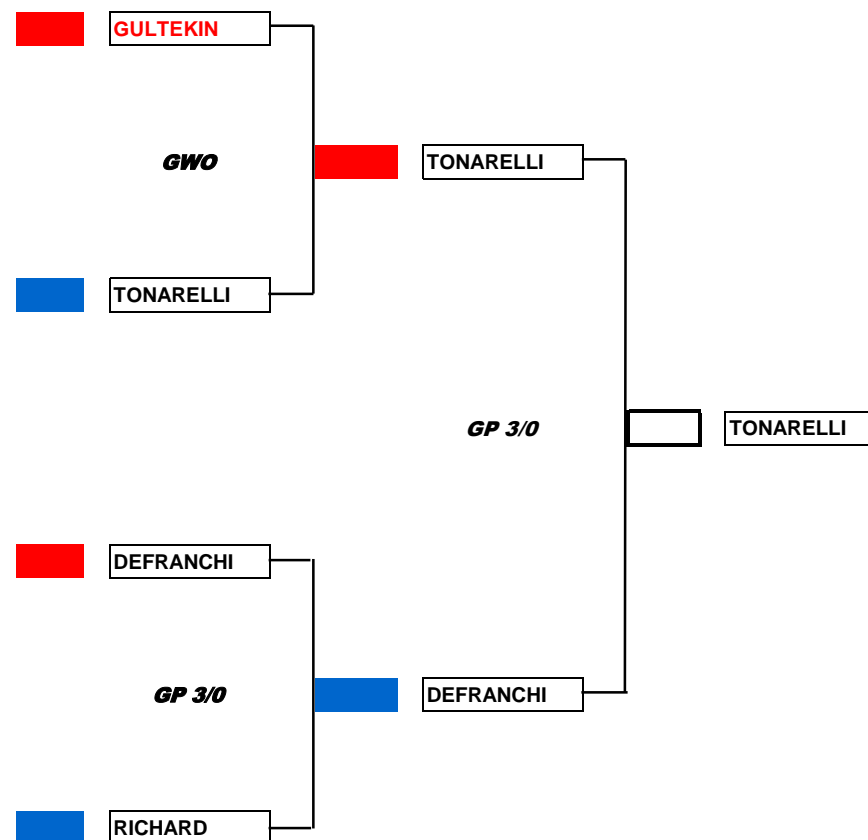 GULTEKIN
GWO
TONARELLI
TONARELLI
GP 3/0
TONARELLI
DEFRANCHI
GP 3/0
DEFRANCHI
RICHARD